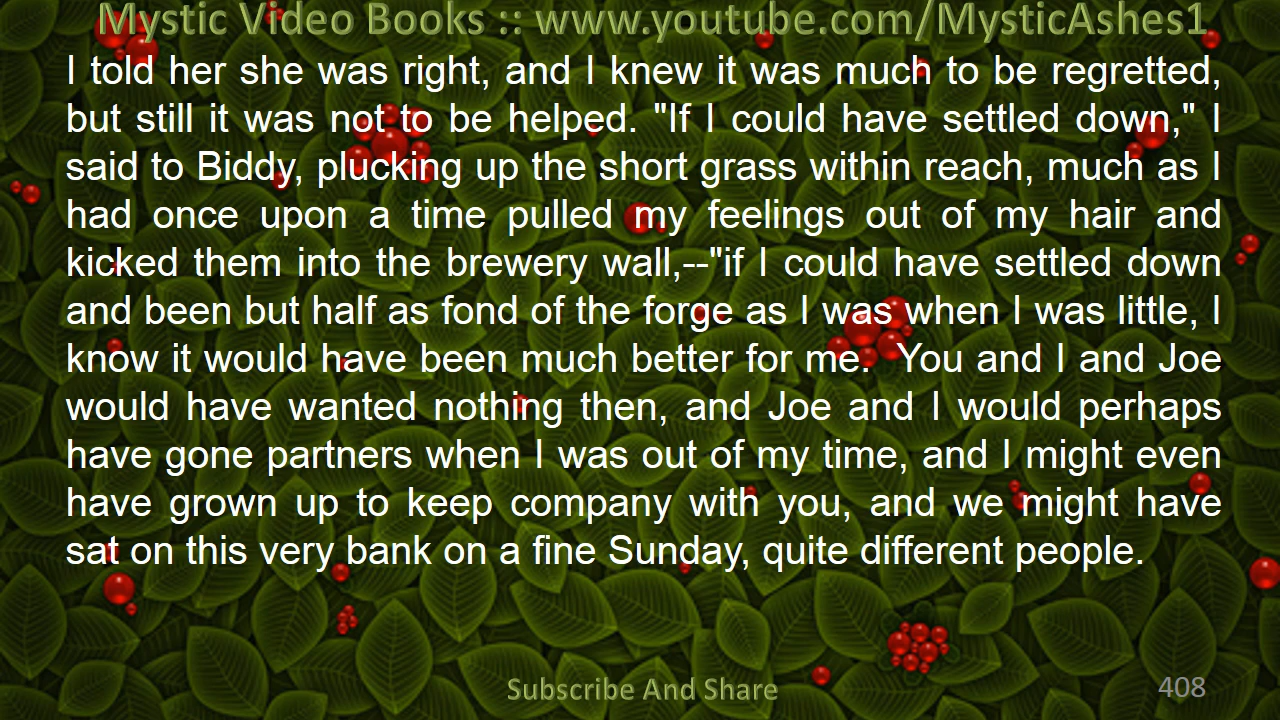 Mystic Video Books :: www.youtube.com/MysticAshes1
I told her she was right, and I knew it was much to be regretted,
but still it was not to be helped. "If I could have settled down," I
said to Biddy, plucking up the short grass within reach, much as I
had once upon a time pulled my feelings out of my hair and
kicked them into the brewery wall,--"if I could have settled down
and been but half as fond of the forge as I was when I was little, I
know it would have been much better for me. You and I and Joe
would have wanted nothing then, and Joe and I would perhaps
have gone partners when I was out of my time, and I might even
have grown up to keep company with you, and we might have
sat on this very bank on a fine Sunday, quite different people.
Subscribe And Share
408